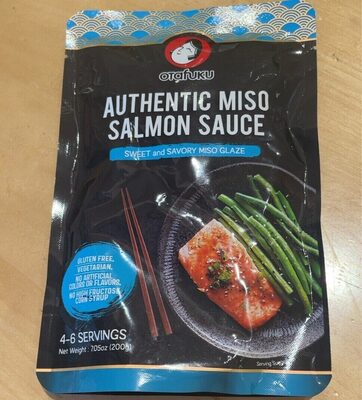 OTAFUKU
AUTHENTIC MISO
SALMON SAUCE
SWEET and SAVORY MISO GLAZE
GLUTEN FREE,
VEGETARIAN,
NO ARTIFICIAL
COLORS OR FLAVORS,
NO HIGH FRUCTOSE
CORN SYRUP
4-6 SERVINGS
Net Weight : 7.05oz (200g)
Serving